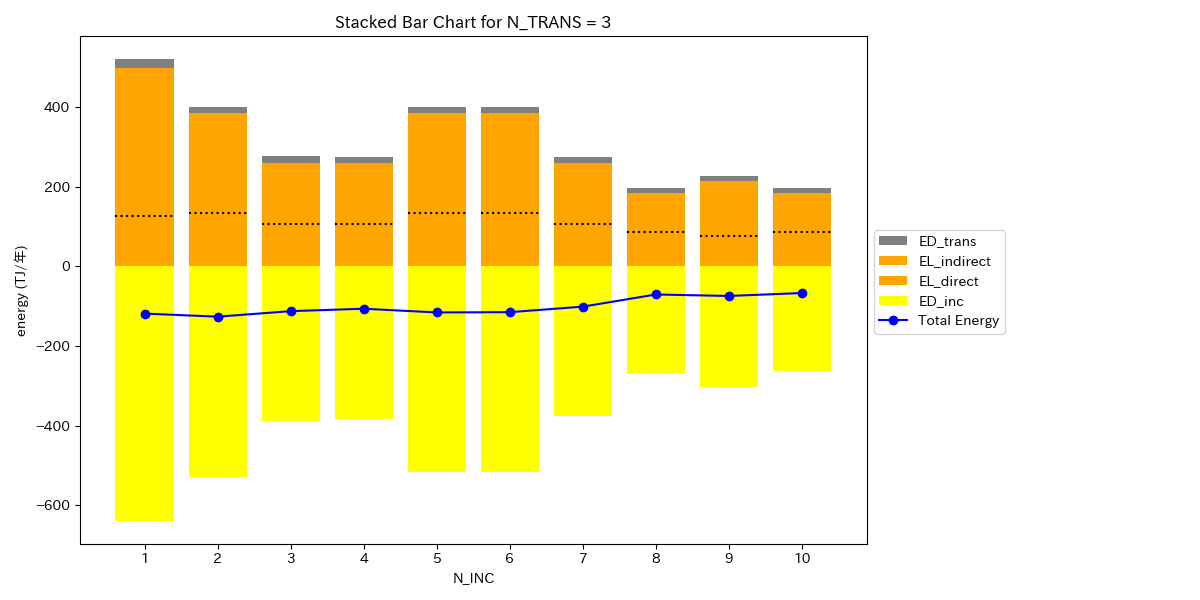 Stacked Bar Chart for N_TRANS = 3
energy (TJ/年)
400
200
0
−200
−400
−600
1 2 3 4 5 6 7 8 9 10
N_INC
ED_trans
EL_indirect
EL_direct
ED_inc
Total Energy